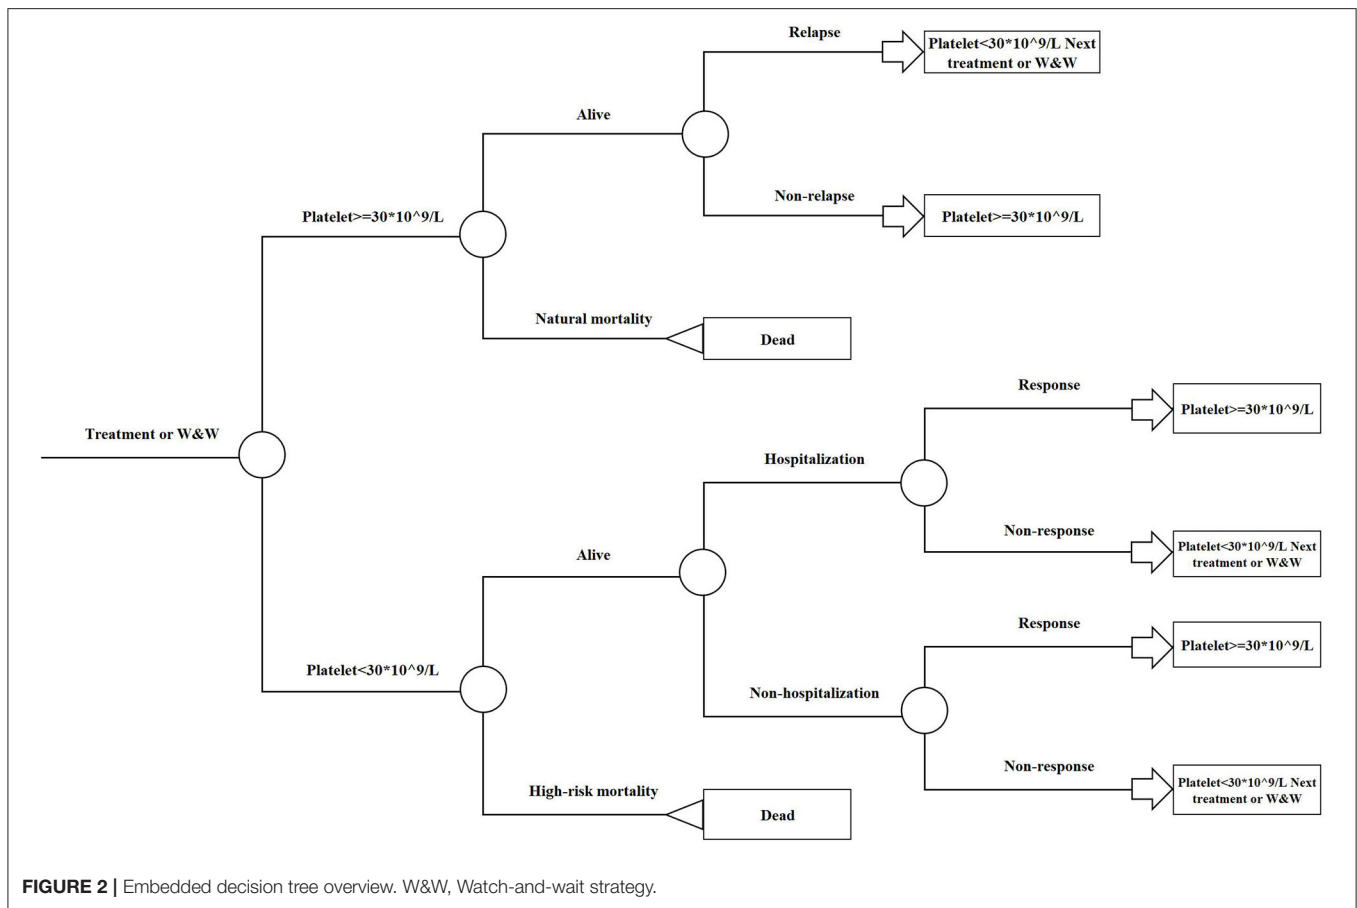 Relapse
Platelet<30*10^9/L Next
treatment or W&W
Alive
Non-relapse
Platelet>=30*10^9/L
Platelet>=30*10^9/L
Natural mortality
Dead
Response
Platelet>=30*10^9/L
Treatment or W&W
Hospitalization
Non-response
Platelet<30*10^9/L Next
treatment or W&W
Alive
Response
Platelet>=30*10^9/L
Platelet<30*10^9/L
Non-hospitalization
Non-response
Platelet<30*10^9/L Next
treatment or W&W
High-risk mortality
Dead
FIGURE 2 | Embedded decision tree overview. W&W, Watch-and-wait strategy.